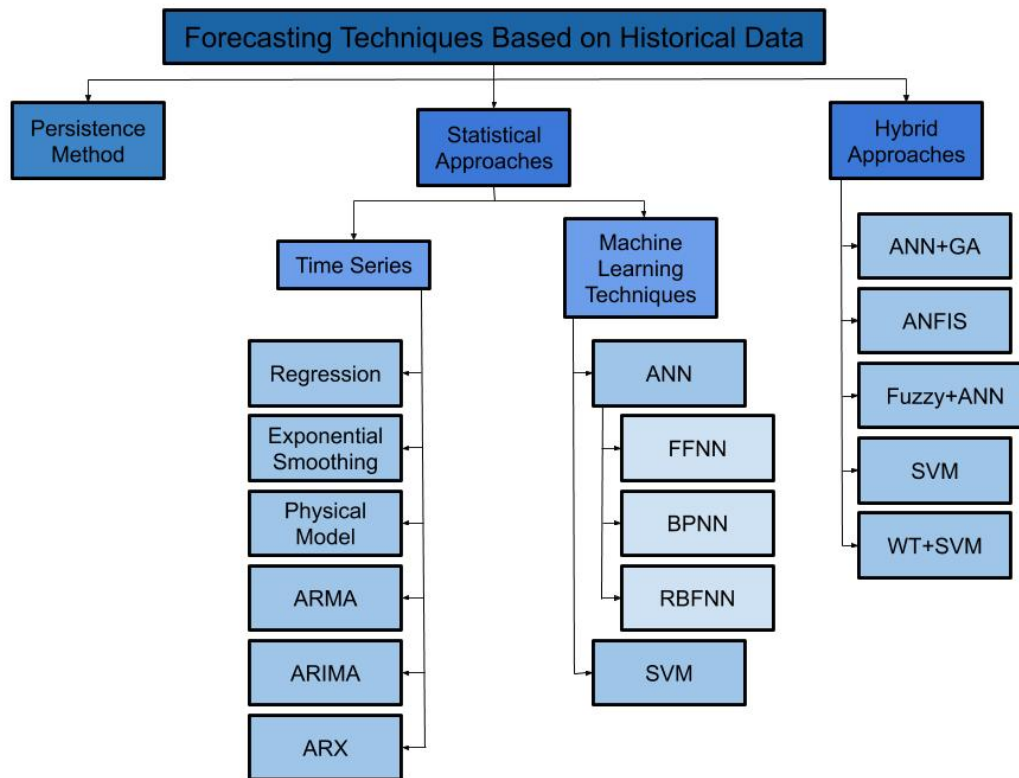 Forecasting Techniques Based on Historical Data
Persistence
Method
Statistical
Approaches
Hybrid
Approaches
Time Series
Machine
Learning
Techniques
Regression
Exponential
Smoothing
Physical
Model
ARMA
ARIMA
ARX
ANN
FFNN
BPNN
RBFNN
SVM
ANN+GA
ANFIS
Fuzzy+ANN
SVM
WT+SVM